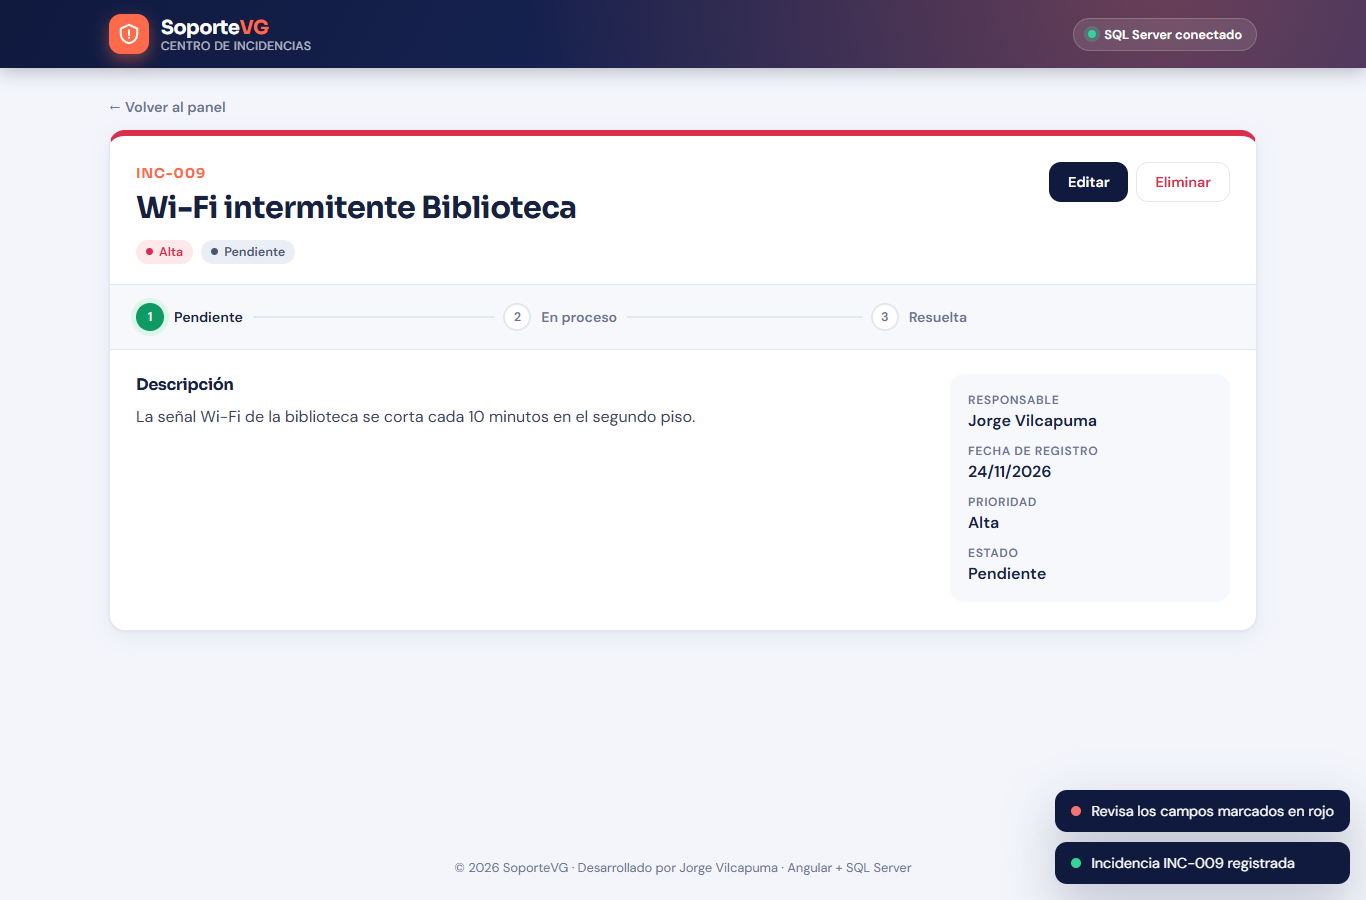 SoporteVG
CENTRO DE INCIDENCIAS
SQL Server conectado
← Volver al panel
INC-009
Wi-Fi intermitente Biblioteca
Editar
Eliminar
Alta
Pendiente
1 Pendiente
2 En proceso
3 Resuelta
Descripción
La señal Wi-Fi de la biblioteca se corta cada 10 minutos en el segundo piso.
RESPONSABLE
Jorge Vilcapuma
FECHA DE REGISTRO
24/11/2026
PRIORIDAD
Alta
ESTADO
Pendiente
Revisa los campos marcados en rojo
Incidencia INC-009 registrada
© 2026 SoporteVG · Desarrollado por Jorge Vilcapuma · Angular + SQL Server